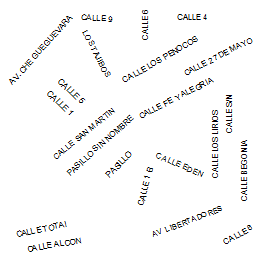 AV. CHE GUEGUEVARA
CALLE 9
LOS TAJIBOS
CALLE 6
CALLE 4
CALLE LOS PENOCOS
CALLE 27 DE MAYO
CALLE 5
CALLE 1
CALLE FE Y ALEGRIA
CALLE SAN MARTIN
PASILLO SIN NOMBRE
PASILLO
CALLE LOS LIRIOS
CALLE S/N
CALLE EDEN
CALLE BEGONIA
CALLE 1 B
AV. LIBERTADORES
CALLE 8
CALLE TOTAI
CALLE ALCON